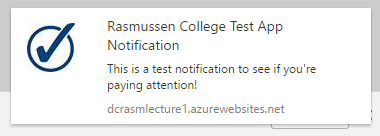 Rasmussen College Test App
Notification
This is a test notification to see if you're
paying attention!
dcrasmlecture1.azurewebsites.net